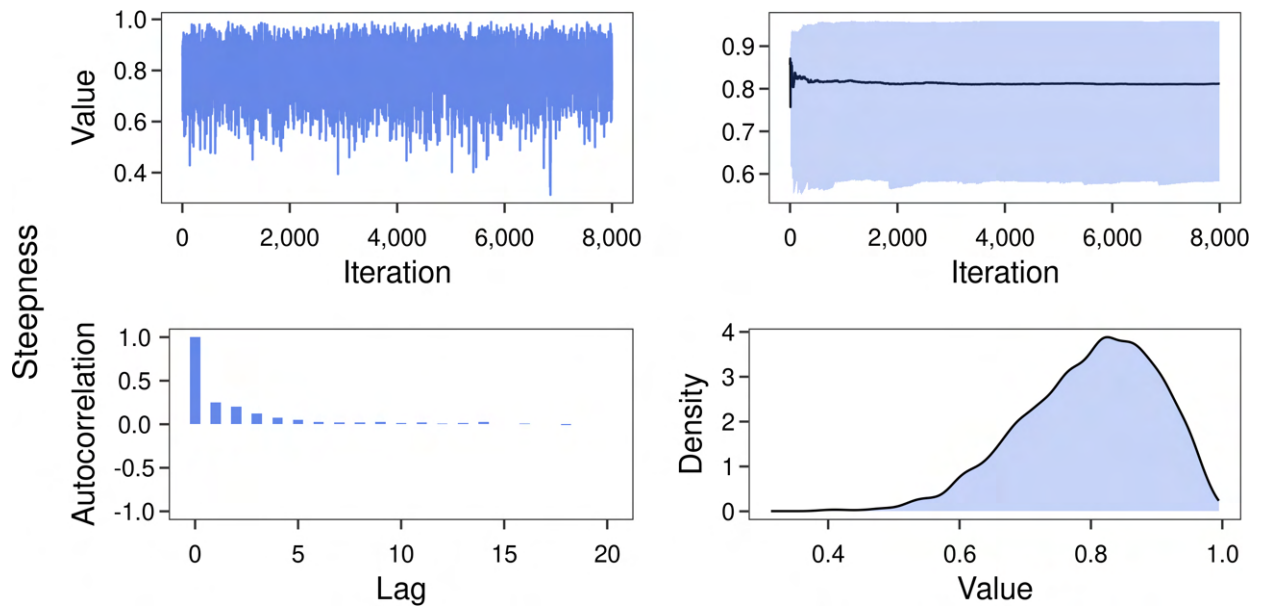 Steepness
Value
1.0
0.8
0.6
0.4
0 2,000 4,000 6,000 8,000
Iteration
0.9
0.8
0.7
0.6
0 2,000 4,000 6,000 8,000
Iteration
Autocorrelation
1.0
0.5
0.0
-0.5
-1.0
0 5 10 15 20
Lag
Density
4
3
2
1
0
0.4 0.6 0.8 1.0
Value